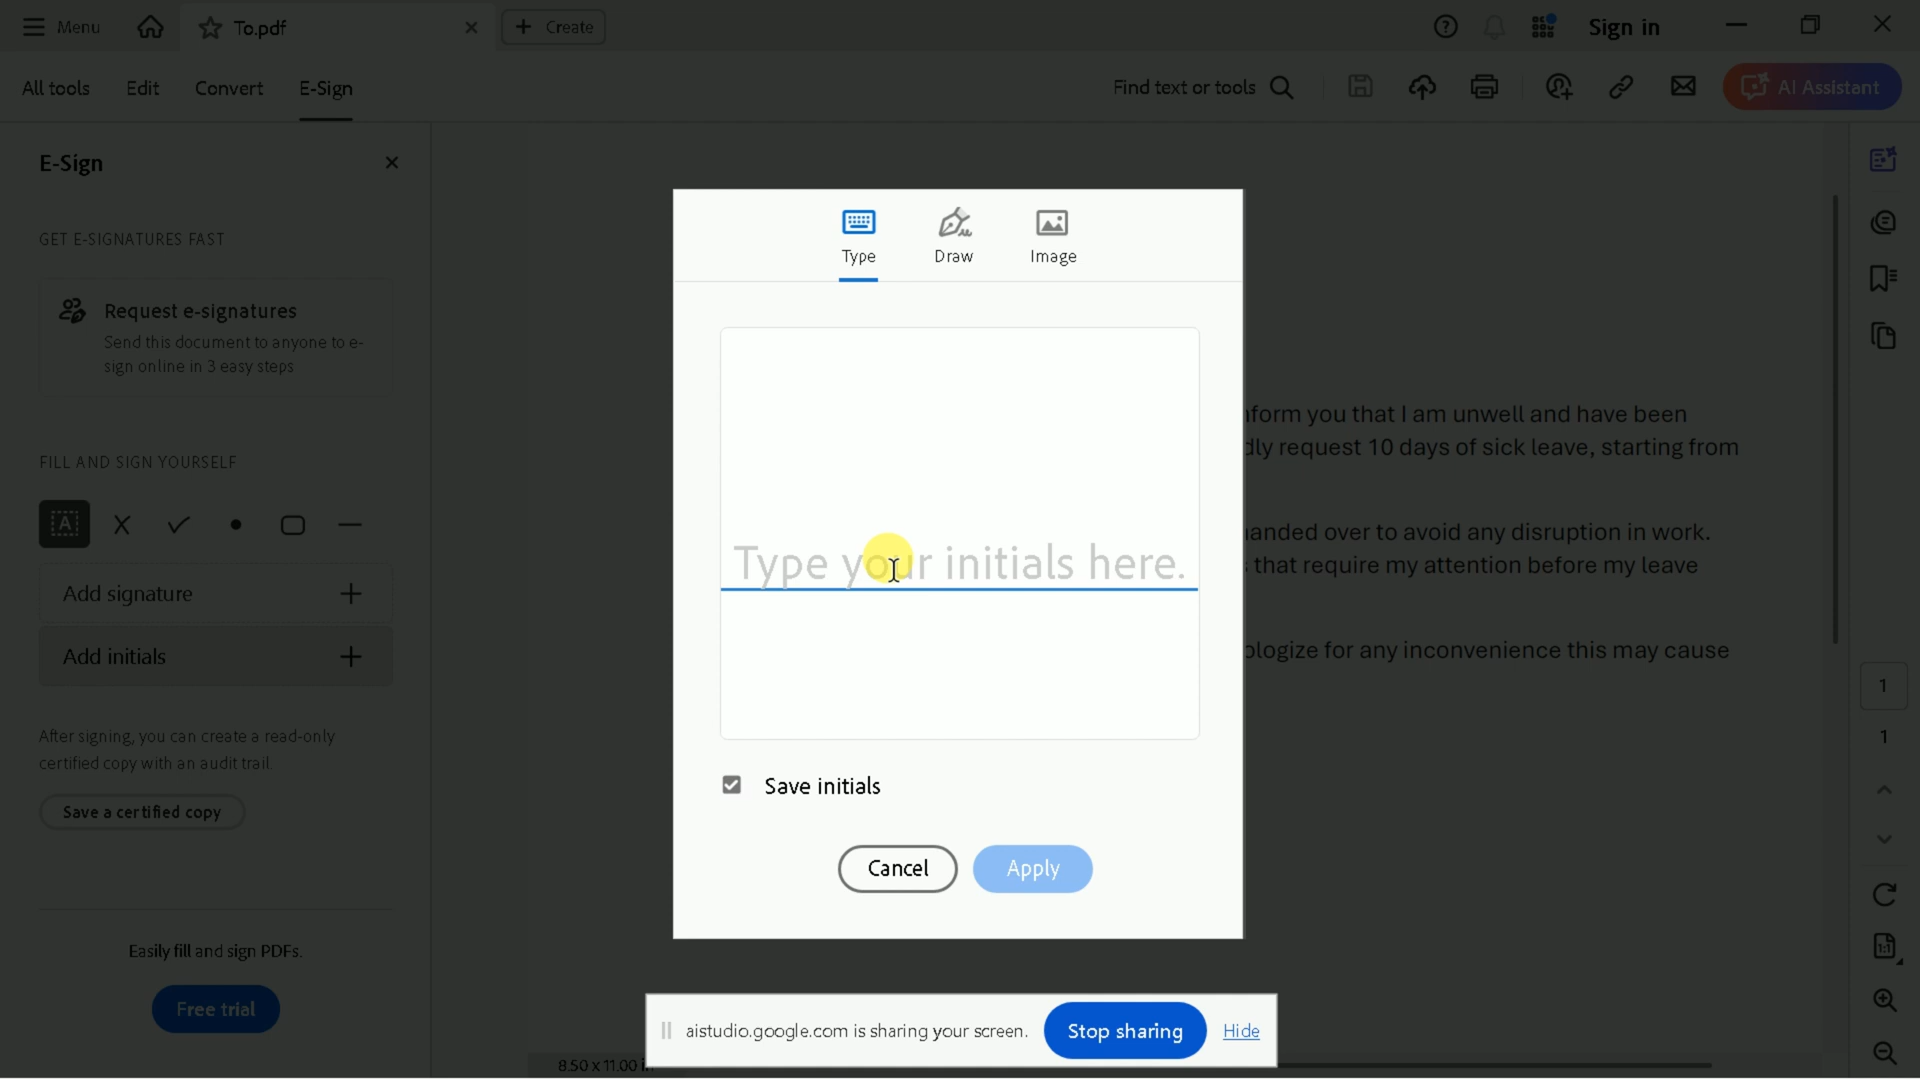 Menu
To.pdf
Create
Sign in
All tools
Edit
Convert
E-Sign
Find text or tools
AI Assistant
E-Sign
GET E-SIGNATURES FAST
Request e-signatures
Send this document to anyone to e-
sign online in 3 easy steps
FILL AND SIGN YOURSELF
Add signature
Add initials
After signing, you can create a read-only
certified copy with an audit trail.
Save a certified copy
Easily fill and sign PDFs.
Free trial
Type
Draw
Image
Type your initials here.
Save initials
Cancel
Apply
you that I am unwell and have been
request 10 days of sick leave, starting from
over to avoid any disruption in work.
that require my attention before my leave
for any inconvenience this may cause
1
1
1:1
8.50 x 11.00
aistudio.google.com is sharing your screen.
Stop sharing
Hide